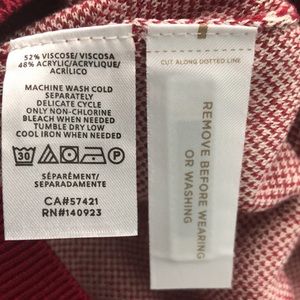 52% VISCOSE/VISCOSA
48% ACRYLIC/ACRYLIQUE/
ACRÍLICO
MACHINE WASH COLD
SEPARATELY
DELICATE CYCLE
ONLY NON-CHLORINE
BLEACH WHEN NEEDED
TUMBLE DRY LOW
COOL IRON WHEN NEEDED
30
SÉPARÉMENT/
SEPARADAMENTE
CA#57421
RN#140923
CUT ALONG DOTTED LINE
REMOVE BEFORE WEARING
OR WASHING